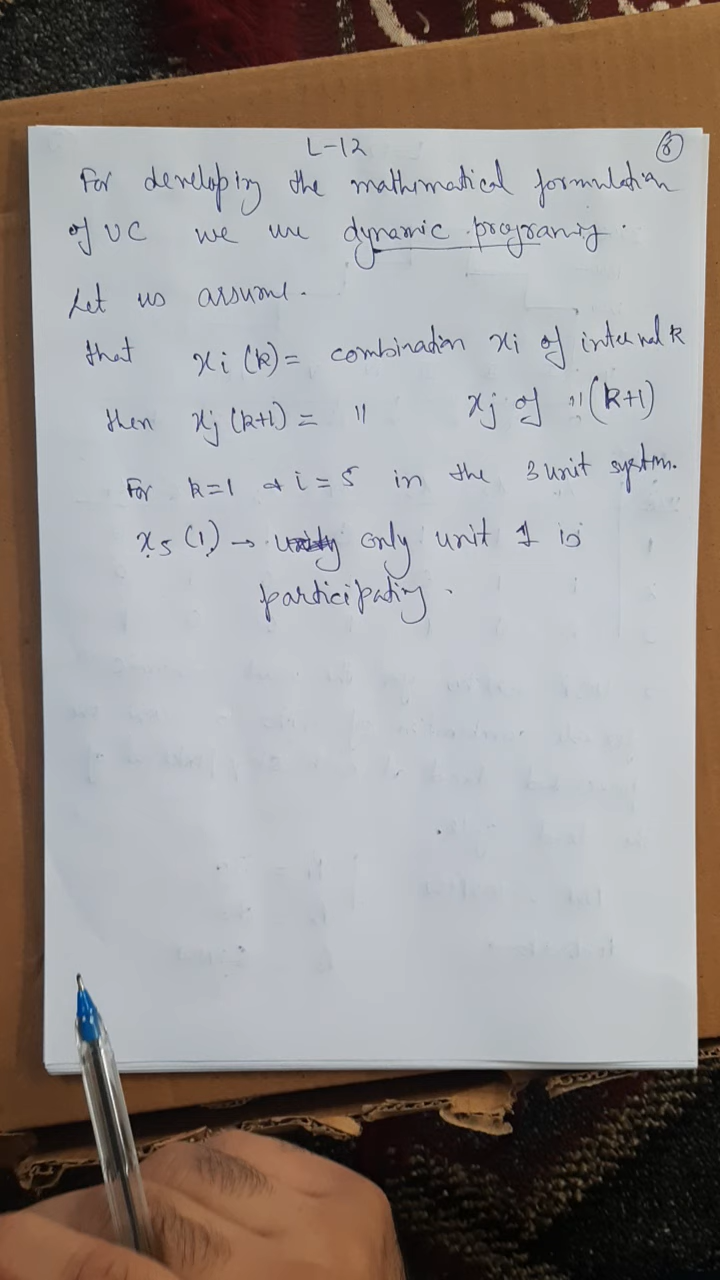 L-12 ⑧
For developing the mathematical formulation
of UC we use dynamic programing.
Let us assume.
that xi (k) = combination xi of interval k
then xj (k+1) = 〃 xj of 〃 (k+1)
For k=1 & i = 5 in the 3 unit system.
x5 (1) → only unit 1 is
participating.